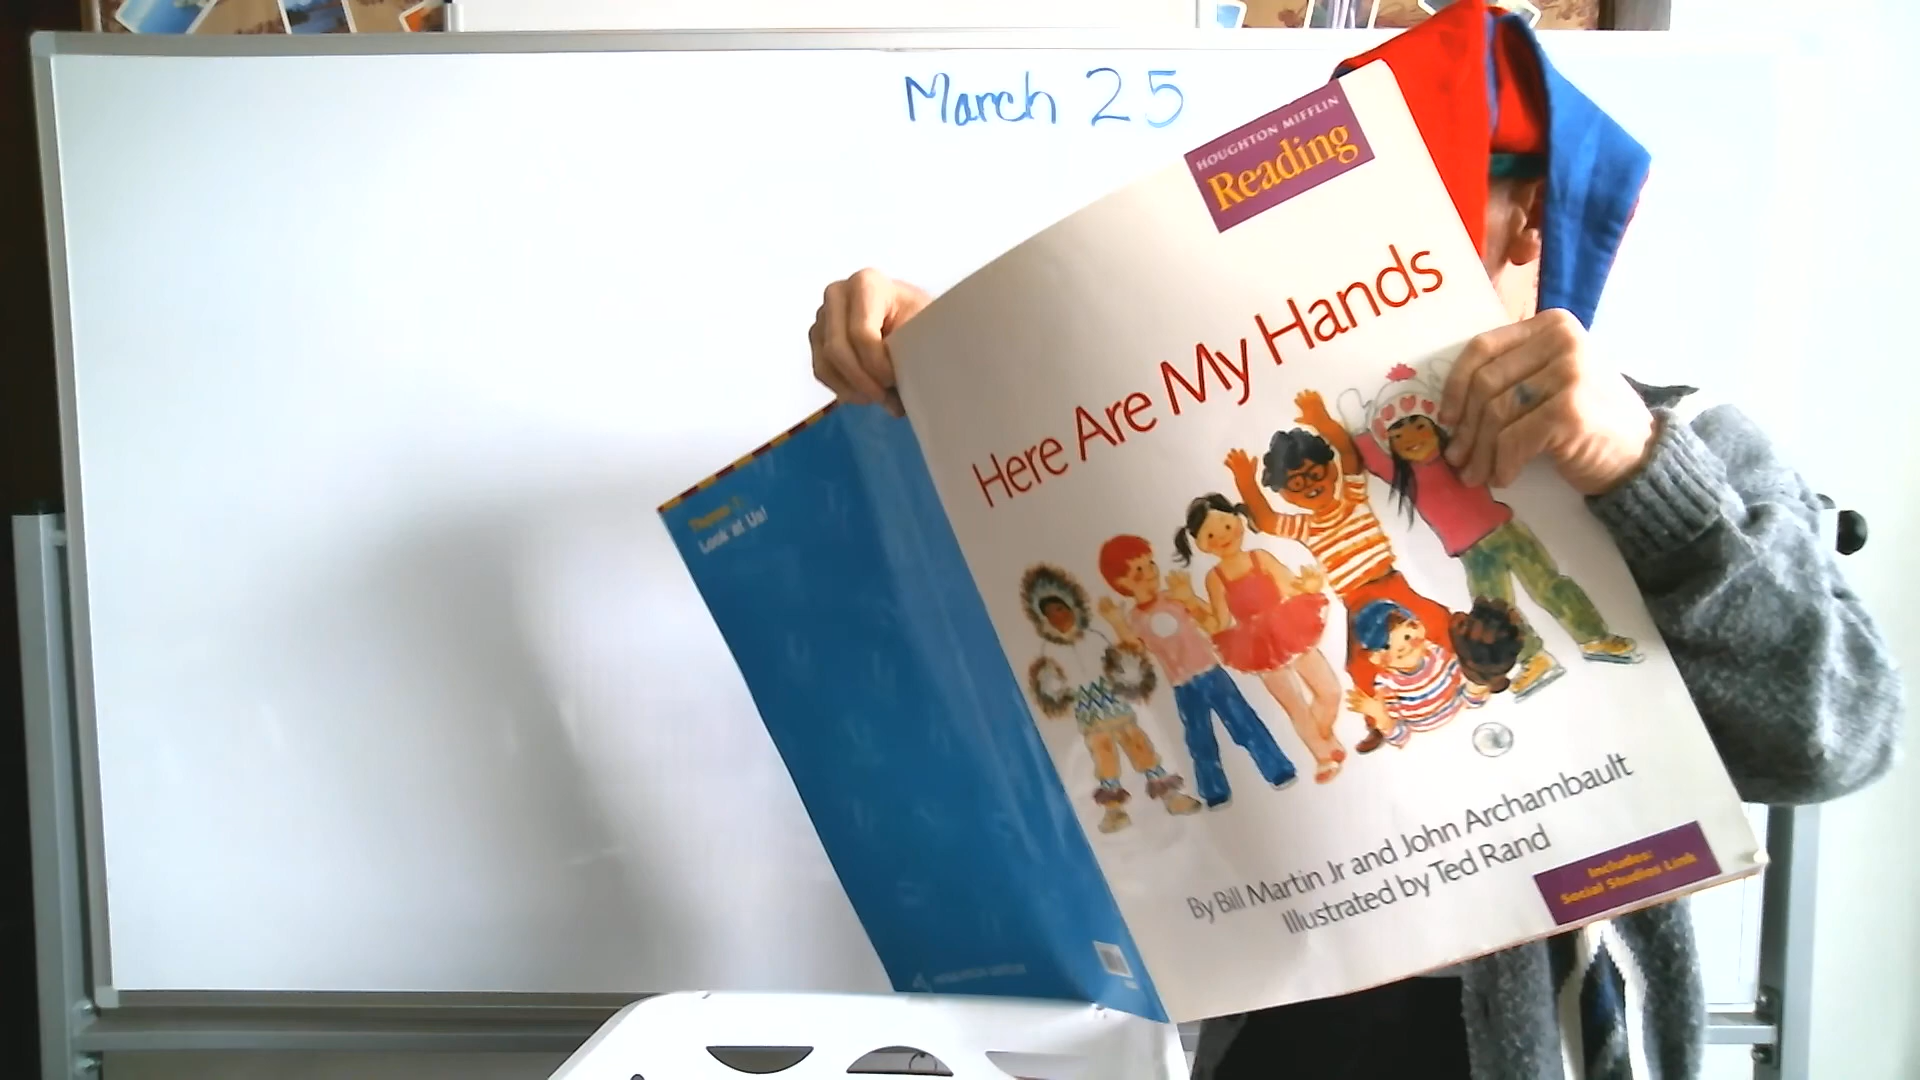 March 25
HOUGHTON MIFFLIN
Reading
Here Are My Hands
Look at Us!
By Bill Martin Jr and John Archambault
Illustrated by Ted Rand
Includes:
Social Studies Link